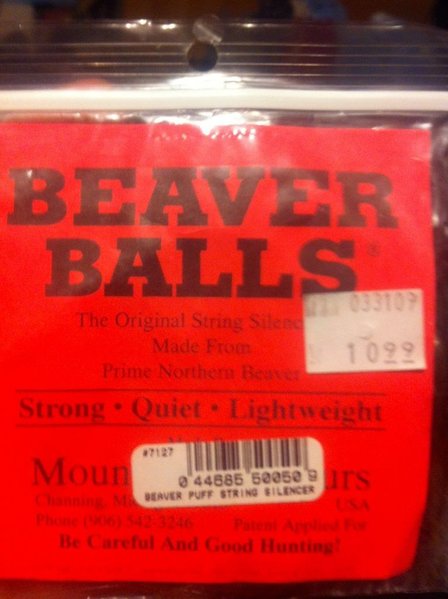 BEAVER
BALLS®
The Original String Silenc
033109
10 99
Made From
Prime Northern Beaver
Strong • Quiet • Lightweight
#7127
0 44685 50050 9
BEAVER PUFF STRING SILENCER
Moun urs
Channing, USA
Phone (906) 542-3246 Patent Applied For
Be Careful And Good Hunting!